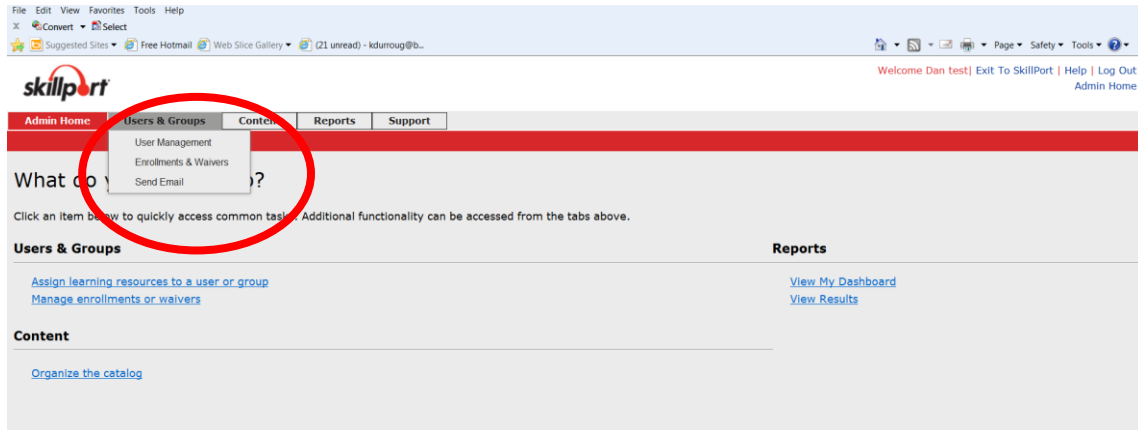 File Edit View Favorites Tools Help
X Convert Select
Suggested Sites Free Hotmail Web Slice Gallery (21 unread) - kdurroug@b...
Page Safety Tools
skillport
Welcome Dan test| Exit To SkillPort | Help | Log Out
Admin Home
Admin Home Users & Groups Reports Support
User Management
Enrollments & Waivers
Send Email
What do ?
Click an item below to quickly access common tasks. Additional functionality can be accessed from the tabs above.
Users & Groups
Reports
Assign learning resources to a user or group
View My Dashboard
Manage enrollments or waivers
View Results
Content
Organize the catalog